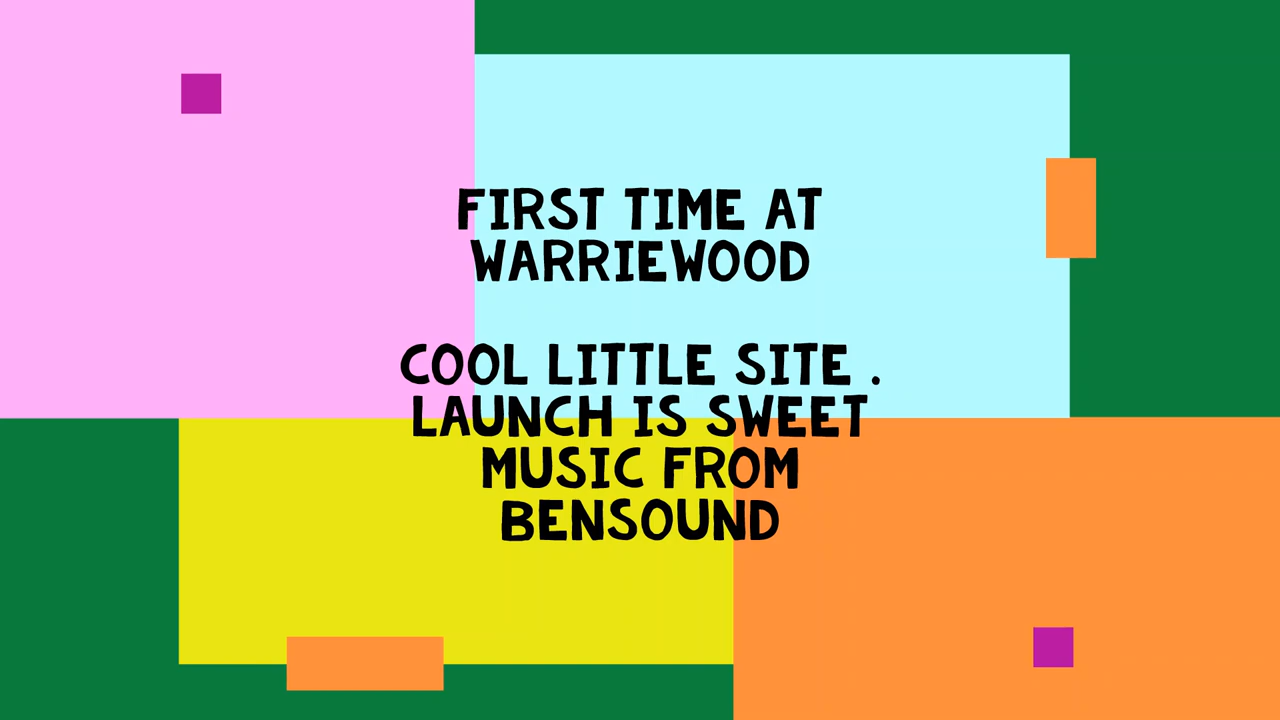 FIRST TIME AT
WARRIEWOOD
COOL LITTLE SITE .
LAUNCH IS SWEET
MUSIC FROM
BENSOUND